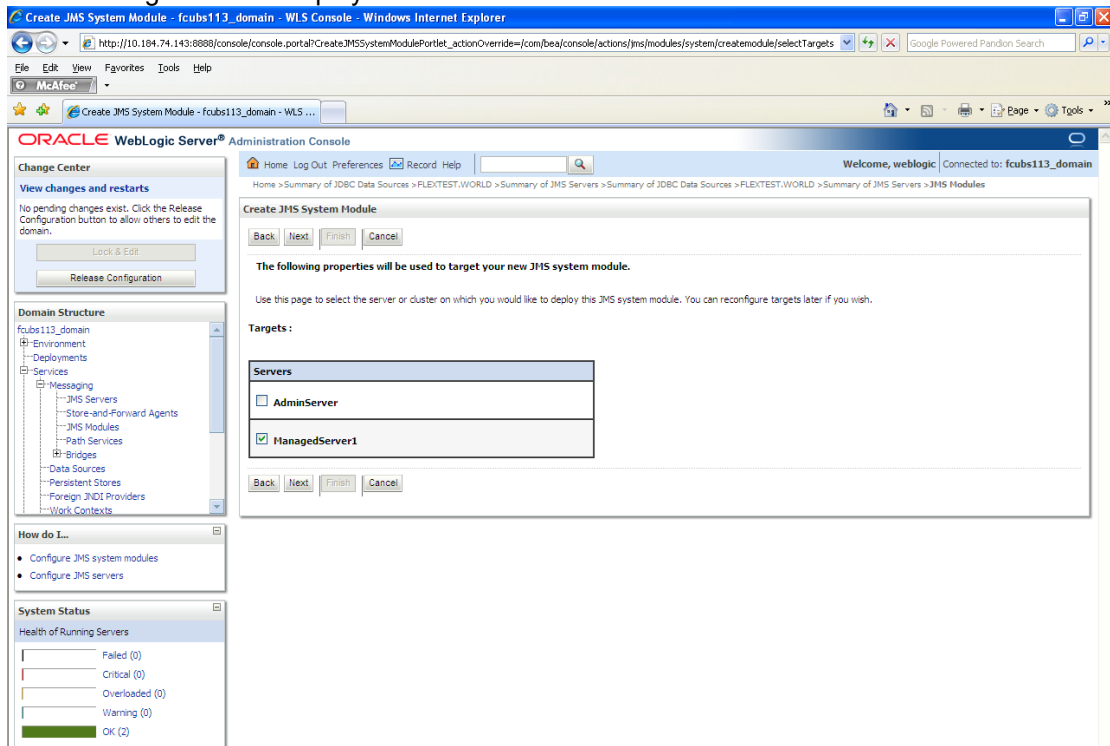 Create JMS System Module - fcubs113_domain - WLS Console - Windows Internet Explorer
http://10.184.74.143:8888/console/console.portal?CreateJMSSystemModulePortlet_actionOverride=/com/bea/console/actions/jms/modules/system/createmodule/selectTargets
Google Powered Pandion Search
File Edit View Favorites Tools Help
McAfee
Create JMS System Module - fcubs113_domain - WLS ...
Page Tools
ORACLE WebLogic Server® Administration Console
Change Center
View changes and restarts
No pending changes exist. Click the Release
Configuration button to allow others to edit the
domain.
Lock & Edit
Release Configuration
Domain Structure
fcubs113_domain
Environment
Deployments
Services
Messaging
JMS Servers
Store-and-Forward Agents
JMS Modules
Path Services
Bridges
Data Sources
Persistent Stores
Foreign JNDI Providers
Work Contexts
How do I...
Configure JMS system modules
Configure JMS servers
System Status
Health of Running Servers
Failed (0)
Critical (0)
Overloaded (0)
Warning (0)
OK (2)
Home Log Out Preferences Record Help
Welcome, weblogic Connected to: fcubs113_domain
Home >Summary of JDBC Data Sources >FLEXTEST.WORLD >Summary of JMS Servers >Summary of JDBC Data Sources >FLEXTEST.WORLD >Summary of JMS Servers >JMS Modules
Create JMS System Module
Back Next Finish Cancel
The following properties will be used to target your new JMS system module.
Use this page to select the server or cluster on which you would like to deploy this JMS system module. You can reconfigure targets later if you wish.
Targets :
Servers
AdminServer
ManagedServer1
Back Next Finish Cancel